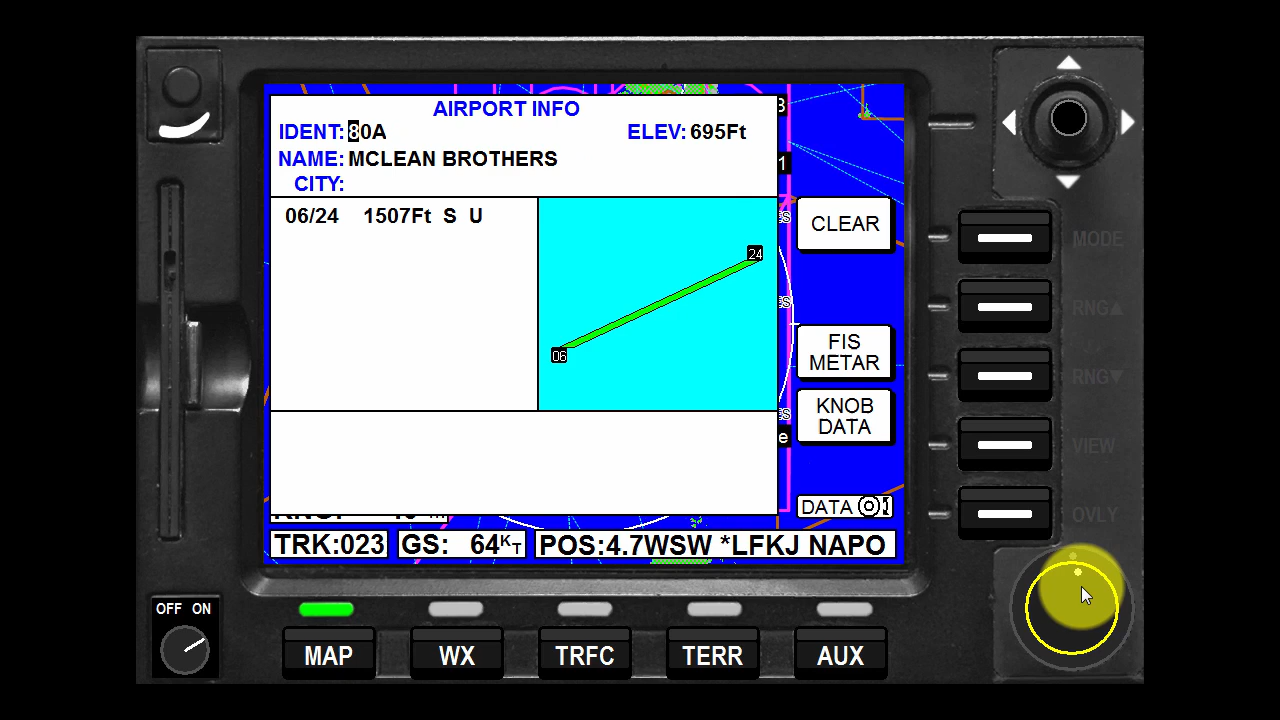 AIRPORT INFO
IDENT: 80A ELEV: 695Ft
NAME: MCLEAN BROTHERS
CITY:
06/24 1507Ft S U
24
06
CLEAR
FIS
METAR
KNOB
DATA
DATA
TRK:023 GS: 64KT POS:4.7WSW *LFKJ NAPO
MODE
RNG▲
RNG▼
VIEW
OVLY
OFF ON
MAP WX TRFC TERR AUX